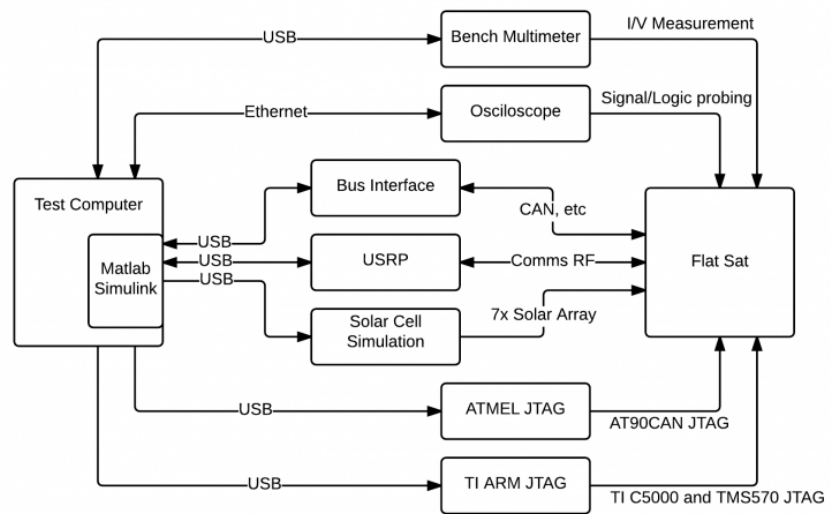 USB
Bench Multimeter
I/V Measurement
Ethernet
Osciloscope
Signal/Logic probing
Test Computer
Matlab
Simulink
USB
USB
USB
Bus Interface
CAN, etc
USRP
Comms RF
Flat Sat
Solar Cell
Simulation
7x Solar Array
USB
ATMEL JTAG
AT90CAN JTAG
USB
TI ARM JTAG
TI C5000 and TMS570 JTAG